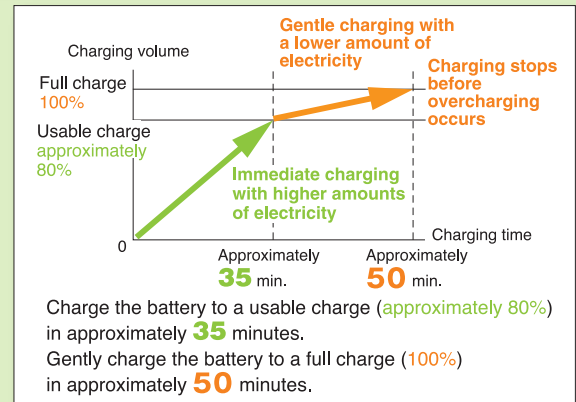 Gentle charging with
a lower amount of
electricity
Charging volume
Charging stops
before
overcharging
occurs
Full charge
100%
Usable charge
approximately
80%
Immediate charging
with higher amounts
of electricity
0
Charging time
Approximately
35 min.
Approximately
50 min.
Charge the battery to a usable charge (approximately 80%)
in approximately 35 minutes.
Gently charge the battery to a full charge (100%)
in approximately 50 minutes.